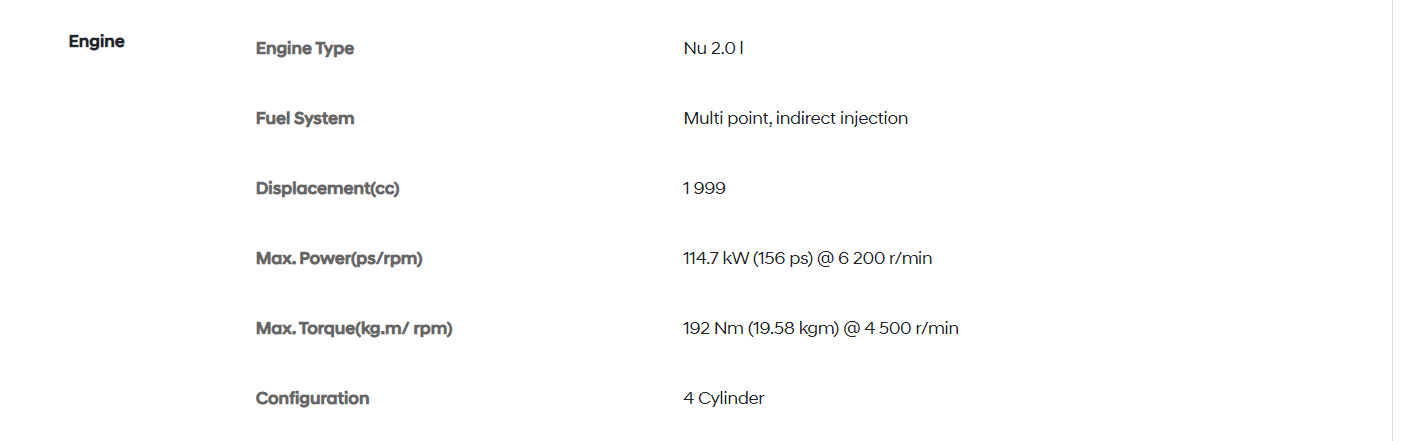 Engine
Engine Type Nu 2.0 l
Fuel System Multi point, indirect injection
Displacement(cc) 1 999
Max. Power(ps/rpm) 114.7 kW (156 ps) @ 6 200 r/min
Max. Torque(kg.m/ rpm) 192 Nm (19.58 kgm) @ 4 500 r/min
Configuration 4 Cylinder